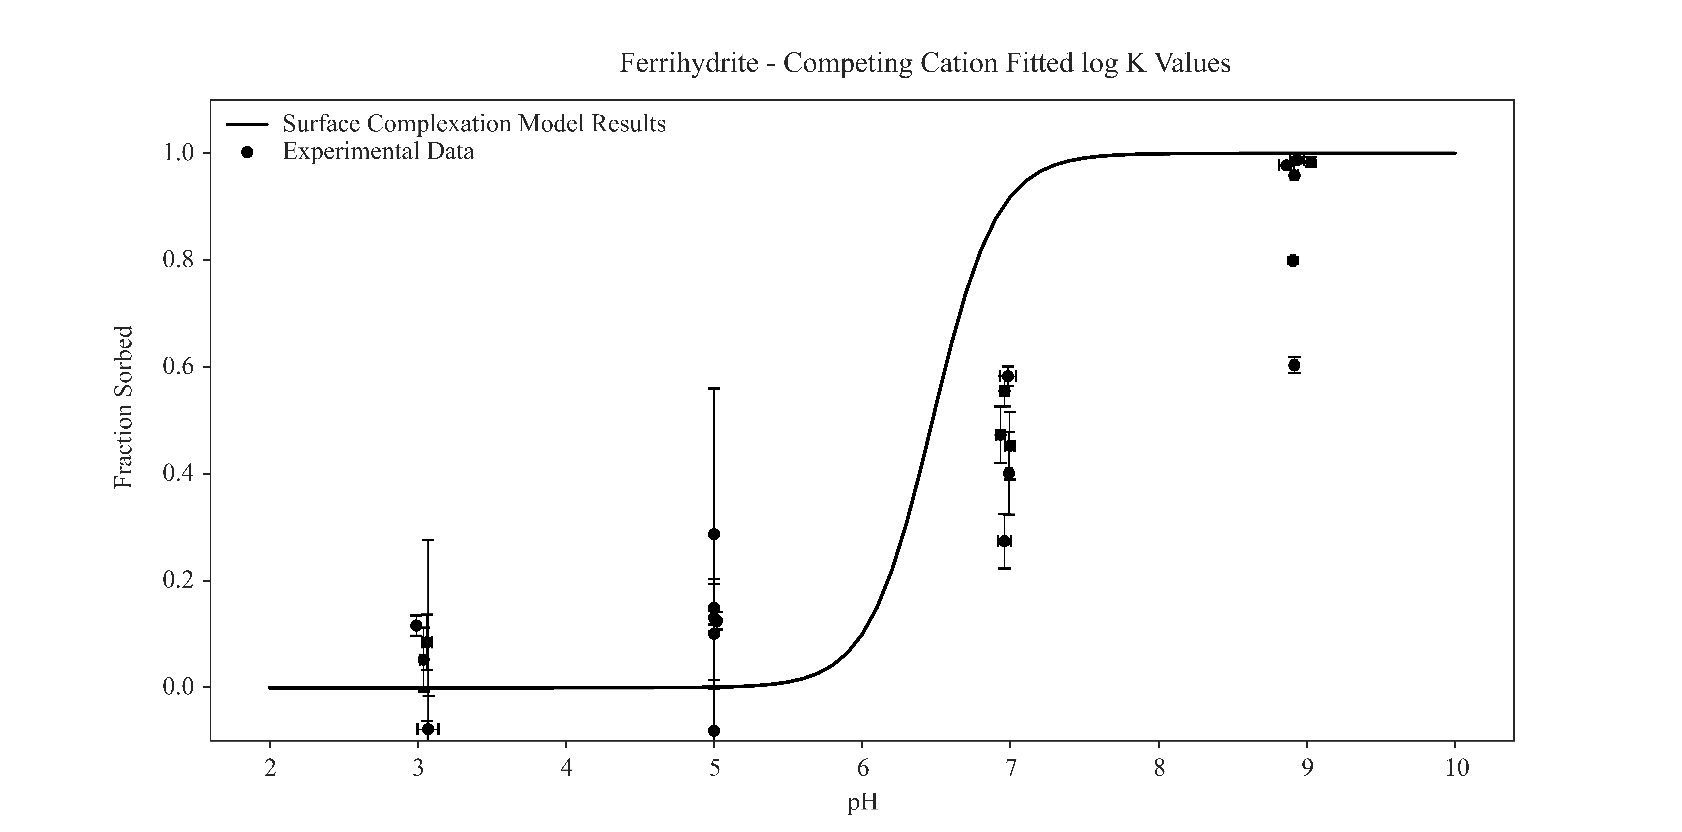 Ferrihydrite - Competing Cation Fitted log K Values
Surface Complexation Model Results
Experimental Data
1.0
0.8
0.6
0.4
0.2
0.0
Fraction Sorbed
2 3 4 5 6 7 8 9 10
pH